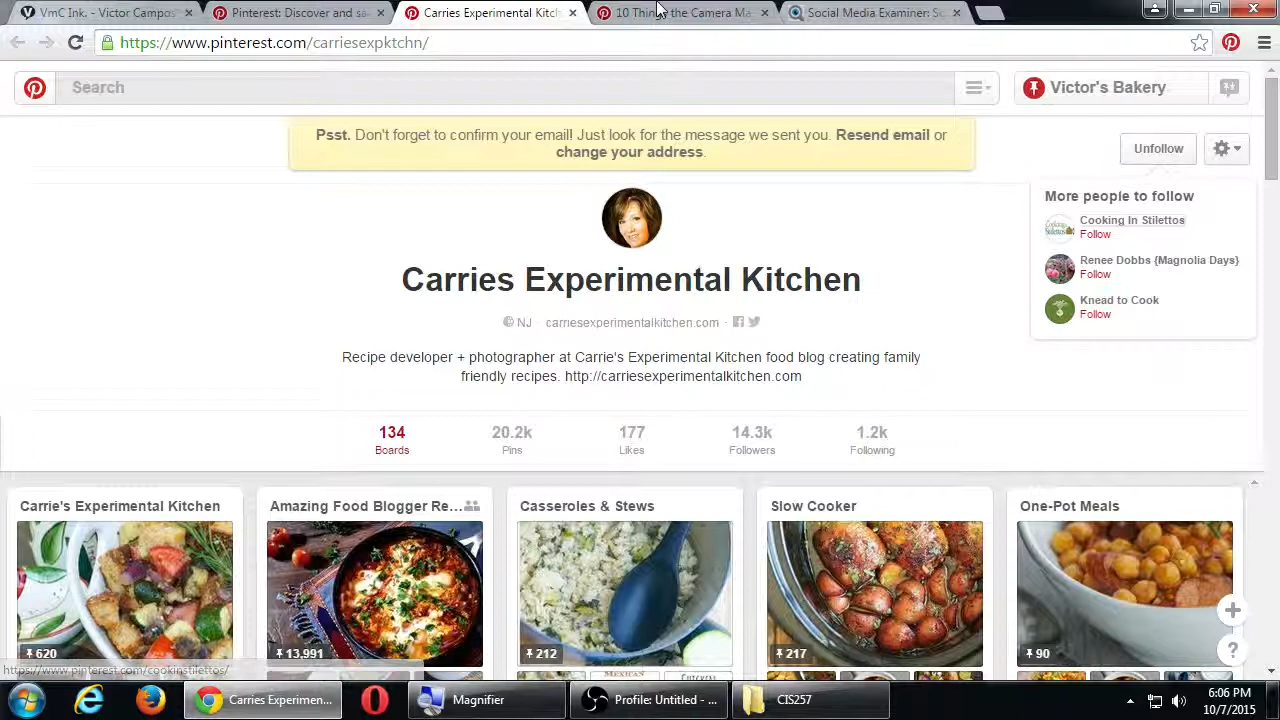 VmC Ink. - Victor Campos
Pinterest: Discover and sa
Carries Experimental Kitch
10 Things the Camera Ma
Social Media Examiner: So
https://www.pinterest.com/carriesexpktchn/
Search
Victor's Bakery
Psst. Don't forget to confirm your email! Just look for the message we sent you. Resend email or
change your address.
Unfollow
More people to follow
Cooking In Stilettos
Follow
Renee Dobbs {Magnolia Days}
Follow
Knead to Cook
Follow
Carries Experimental Kitchen
NJ · carriesexperimentalkitchen.com ·
Recipe developer + photographer at Carrie's Experimental Kitchen food blog creating family
friendly recipes. http://carriesexperimentalkitchen.com
134 20.2k 177 14.3k 1.2k
Boards Pins Likes Followers Following
Carrie's Experimental Kitchen
Amazing Food Blogger Re...
Casseroles & Stews
Slow Cooker
One-Pot Meals
620
13,991
212
217
90
https://www.pinterest.com/cookinstilettos/
MEXICAN
CHICKEN
Carries Experimen...
Magnifier
Profile: Untitled - ...
CIS257
6:06 PM
10/7/2015